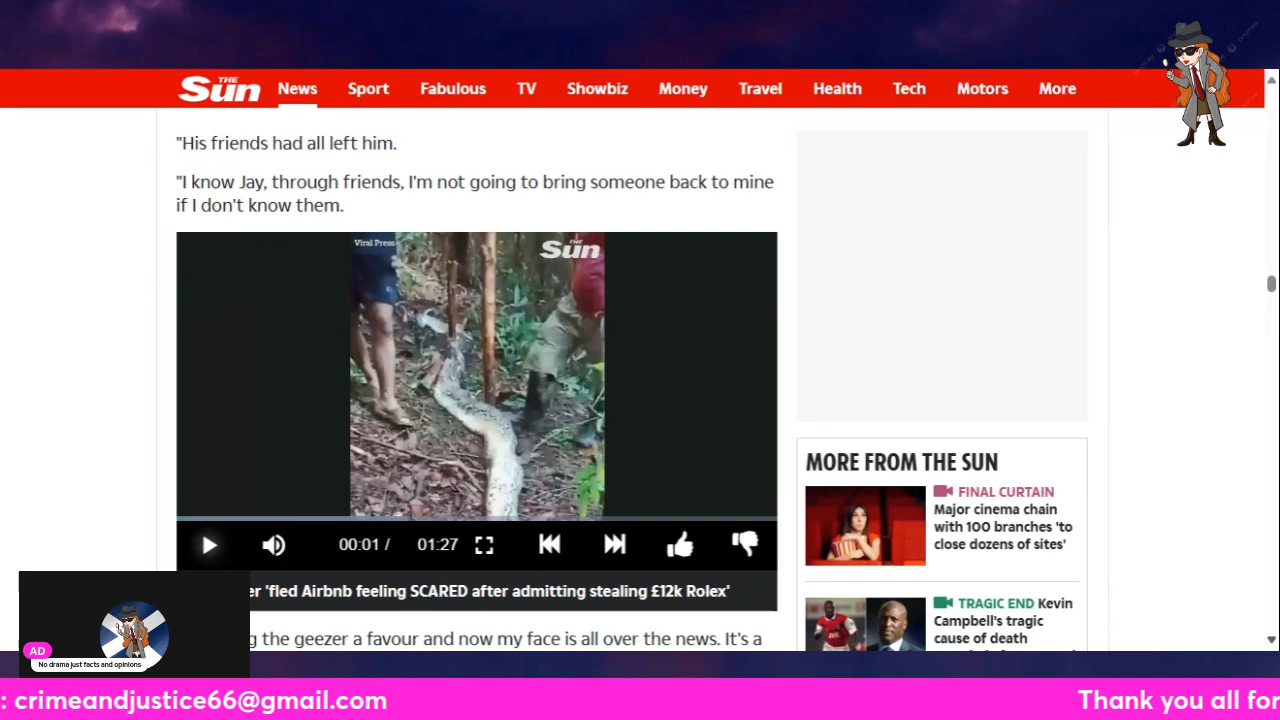 THE
Sun
News
Sport
Fabulous
TV
Showbiz
Money
Travel
Health
Tech
Motors
More
"His friends had all left him.
"I know Jay, through friends, I'm not going to bring someone back to mine
if I don't know them.
Viral Press
THE
Sun
00:01 /
01:27
er 'fled Airbnb feeling SCARED after admitting stealing £12k Rolex'
g the geezer a favour and now my face is all over the news. It's a
MORE FROM THE SUN
FINAL CURTAIN
Major cinema chain
with 100 branches 'to
close dozens of sites'
TRAGIC END Kevin
Campbell's tragic
cause of death
AD
No drama just facts and opinions
: crimeandjustice66@gmail.com
Thank you all for